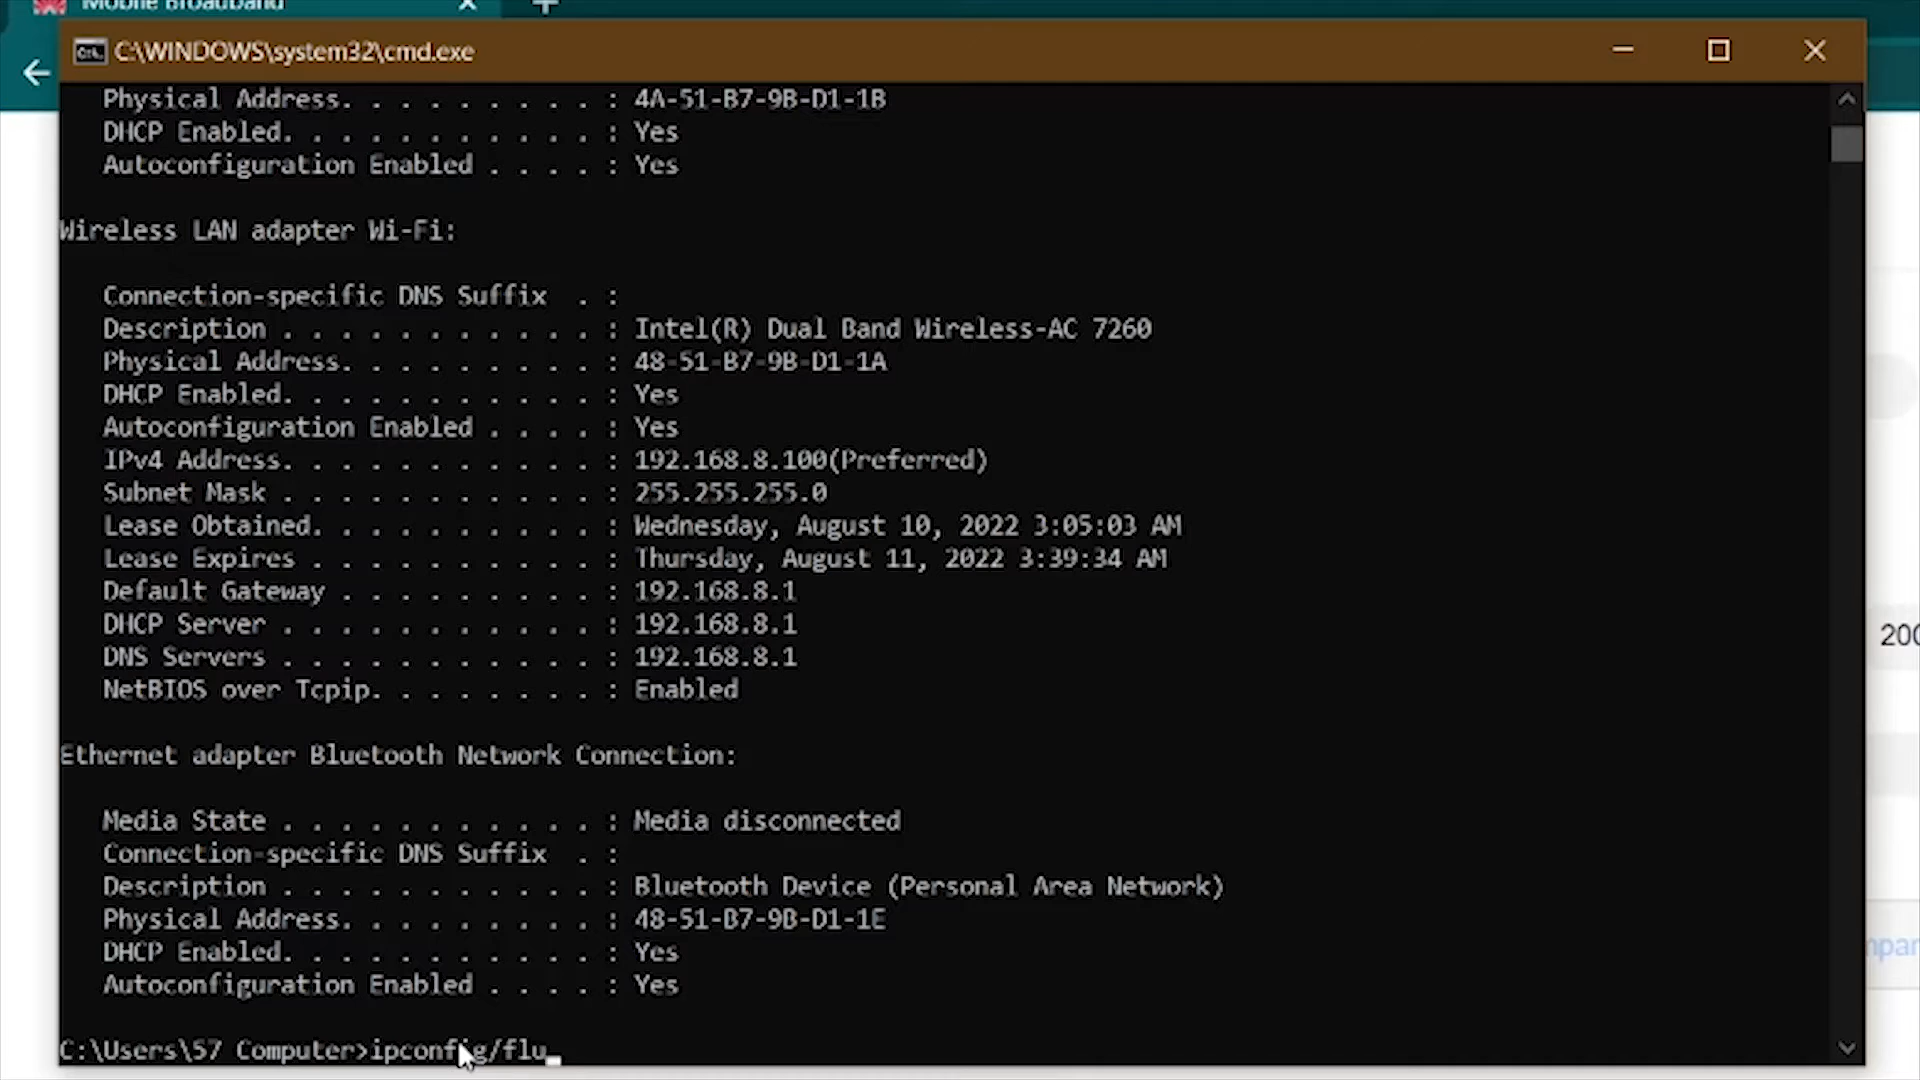 Mobile Broadband
C:\WINDOWS\system32\cmd.exe
Physical Address. . . . . . . . . : 4A-51-B7-9B-D1-1B
DHCP Enabled. . . . . . . . . . . : Yes
Autoconfiguration Enabled . . . . : Yes
Wireless LAN adapter Wi-Fi:
Connection-specific DNS Suffix  . :
Description . . . . . . . . . . . : Intel(R) Dual Band Wireless-AC 7260
Physical Address. . . . . . . . . : 48-51-B7-9B-D1-1A
DHCP Enabled. . . . . . . . . . . : Yes
Autoconfiguration Enabled . . . . : Yes
IPv4 Address. . . . . . . . . . . : 192.168.8.100(Preferred)
Subnet Mask . . . . . . . . . . . : 255.255.255.0
Lease Obtained. . . . . . . . . . : Wednesday, August 10, 2022 3:05:03 AM
Lease Expires . . . . . . . . . . : Thursday, August 11, 2022 3:39:34 AM
Default Gateway . . . . . . . . . : 192.168.8.1
DHCP Server . . . . . . . . . . . : 192.168.8.1
200
DNS Servers . . . . . . . . . . . : 192.168.8.1
NetBIOS over Tcpip. . . . . . . . : Enabled
Ethernet adapter Bluetooth Network Connection:
Media State . . . . . . . . . . . : Media disconnected
Connection-specific DNS Suffix  . :
Description . . . . . . . . . . . : Bluetooth Device (Personal Area Network)
Physical Address. . . . . . . . . : 48-51-B7-9B-D1-1E
DHCP Enabled. . . . . . . . . . . : Yes
Autoconfiguration Enabled . . . . : Yes
C:\Users\57 Computer>ipconfig/flu_